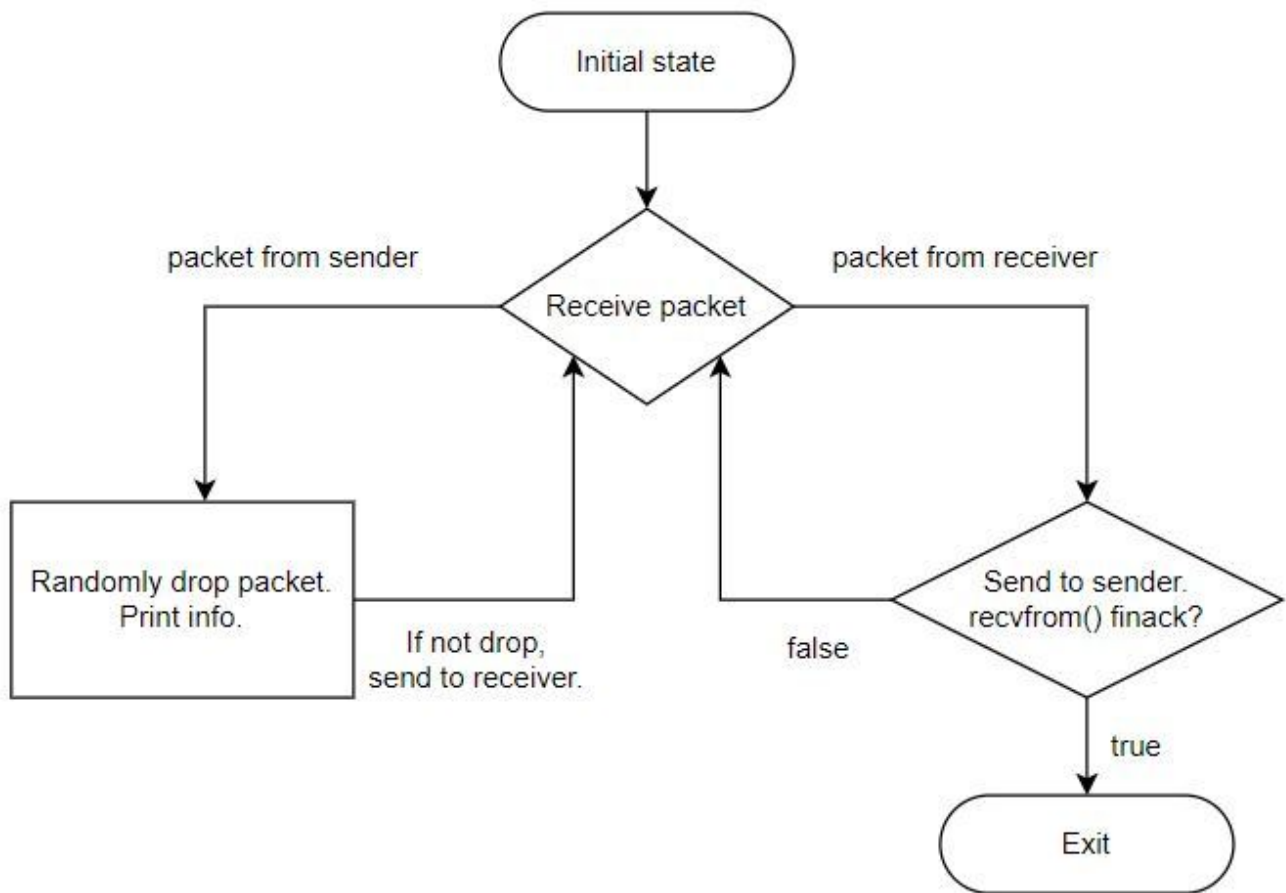 Initial state
packet from sender
packet from receiver
Receive packet
Randomly drop packet.
Print info.
If not drop,
send to receiver.
false
Send to sender.
recvfrom() finack?
true
Exit